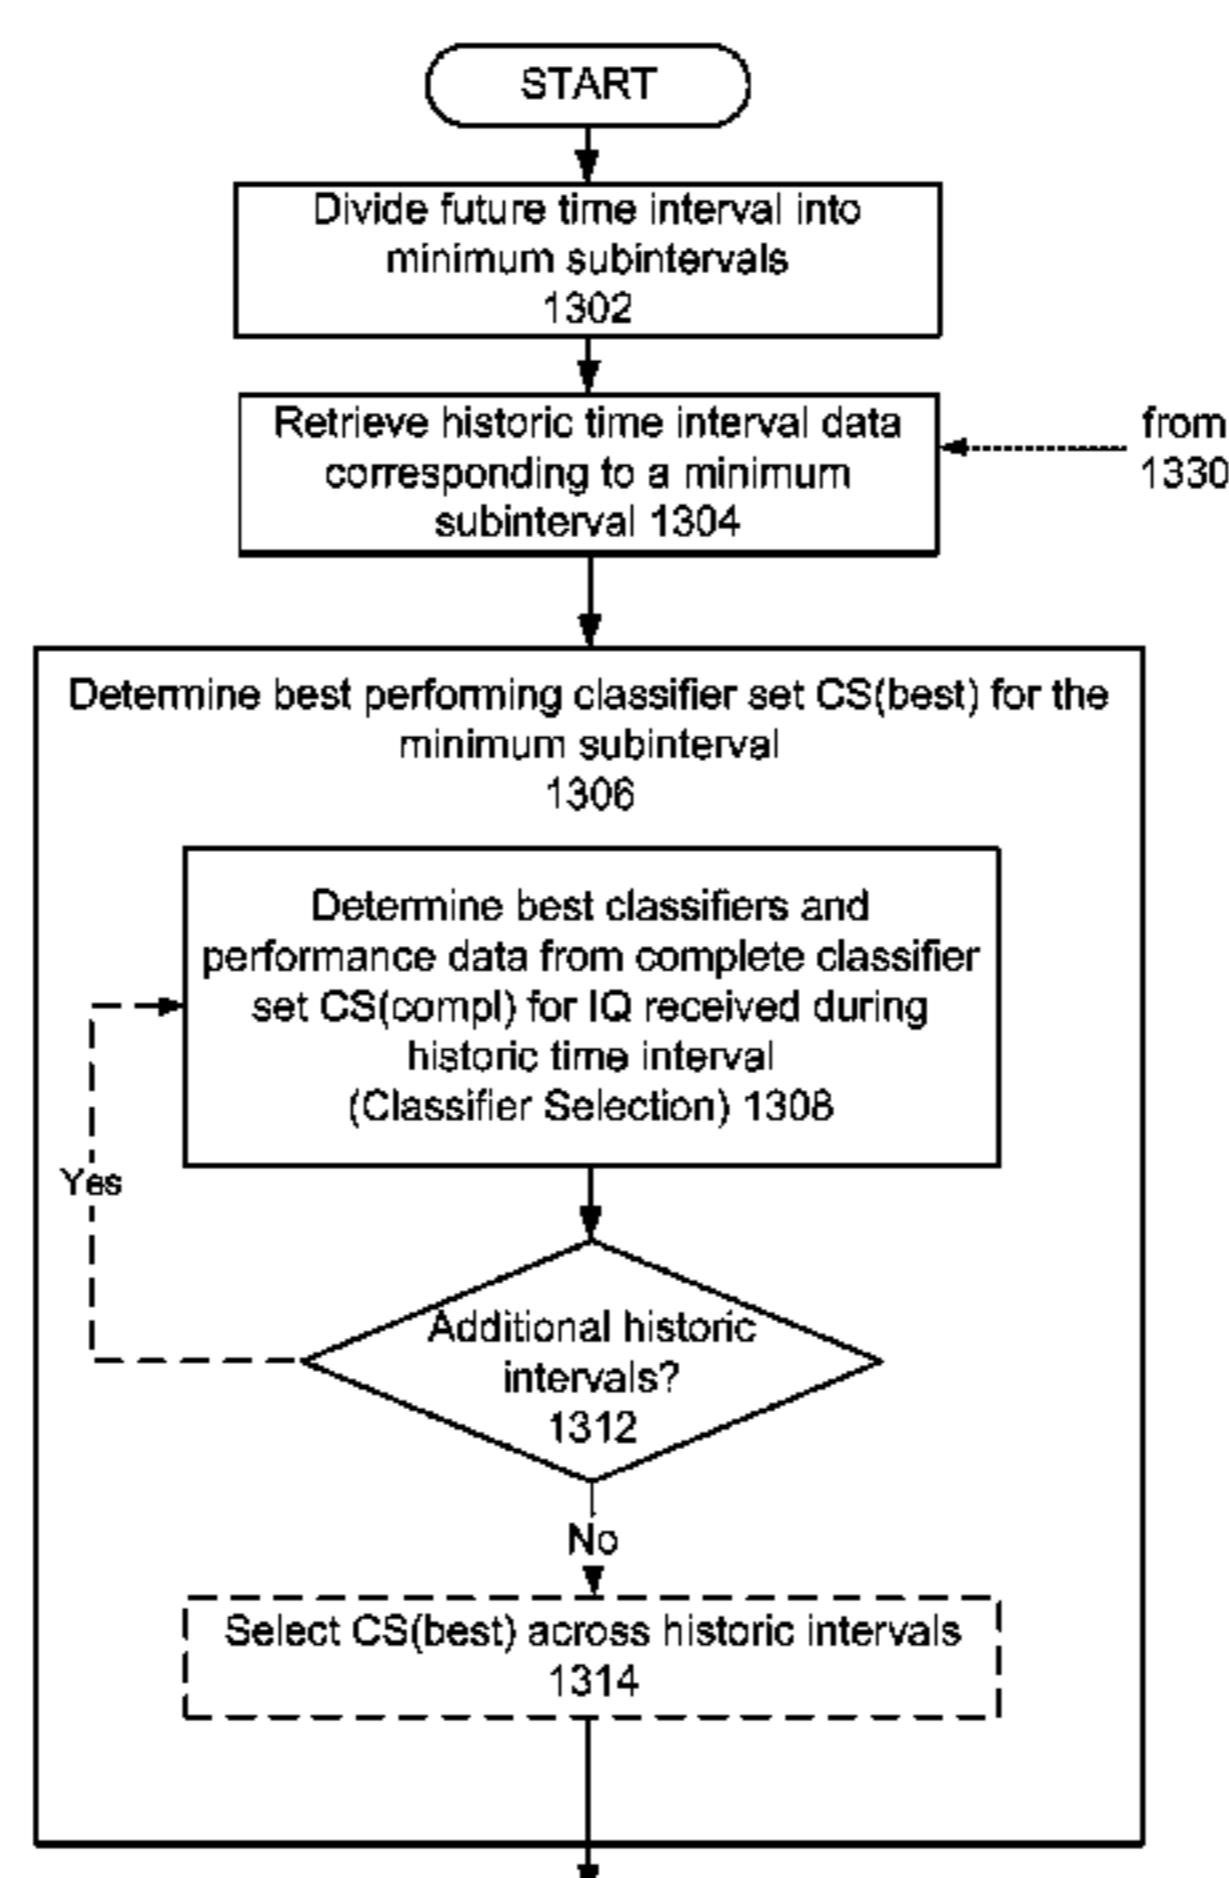 START
Divide future time interval into
minimum subintervals
1302
Retrieve historic time interval data
corresponding to a minimum
subinterval 1304
from
1330
Determine best performing classifier set CS(best) for the
minimum subinterval
1306
Determine best classifiers and
performance data from complete classifier
set CS(compl) for IQ received during
historic time interval
(Classifier Selection) 1308
Yes
Additional historic
intervals?
1312
No
Select CS(best) across historic intervals
1314